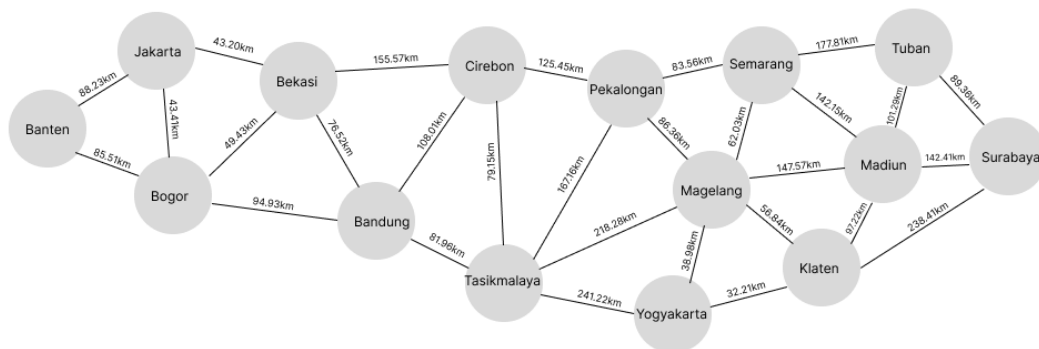 Jakarta
43.20km
Bekasi
155.57km
Cirebon
125.45km
Pekalongan
83.56km
Semarang
177.81km
Tuban
88.23km
43.41km
49.43km
76.52km
108.01km
79.15km
167.16km
86.36km
62.03km
142.15km
101.29km
89.36km
Banten
85.51km
Bogor
94.93km
Bandung
81.96km
Tasikmalaya
218.28km
Magelang
147.57km
Madiun
142.41km
Surabaya
38.98km
56.84km
97.22km
238.41km
241.22km
Yogyakarta
32.21km
Klaten